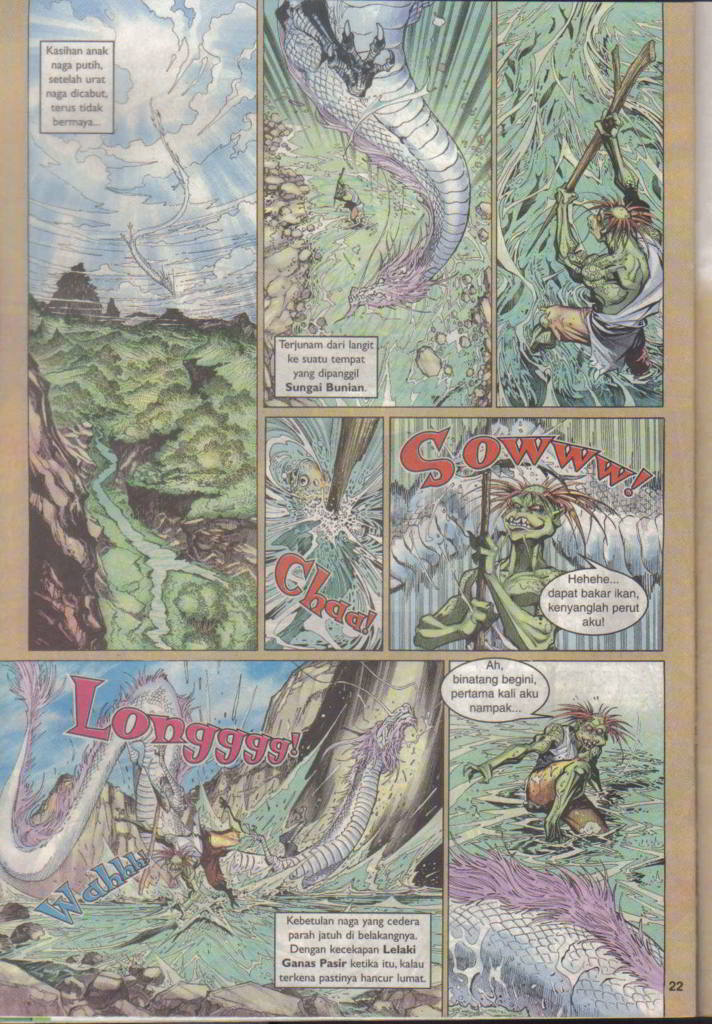 Kasihan anak
naga putih,
setelah urat
naga dicabut,
terus tidak
bermaya...
Terjunam dari langit
ke suatu tempat
yang dipanggil
Sungai Bunian.
Chaa!
Sowww!
Hehehe...
dapat bakar ikan,
kenyanglah perut
aku!
Longggg!
Wahhh!
Kebetulan naga yang cedera
parah jatuh di belakangnya.
Dengan kecekapan Lelaki
Ganas Pasir ketika itu, kalau
terkena pastinya hancur lumat.
Ah,
binatang begini,
pertama kali aku
nampak...
22